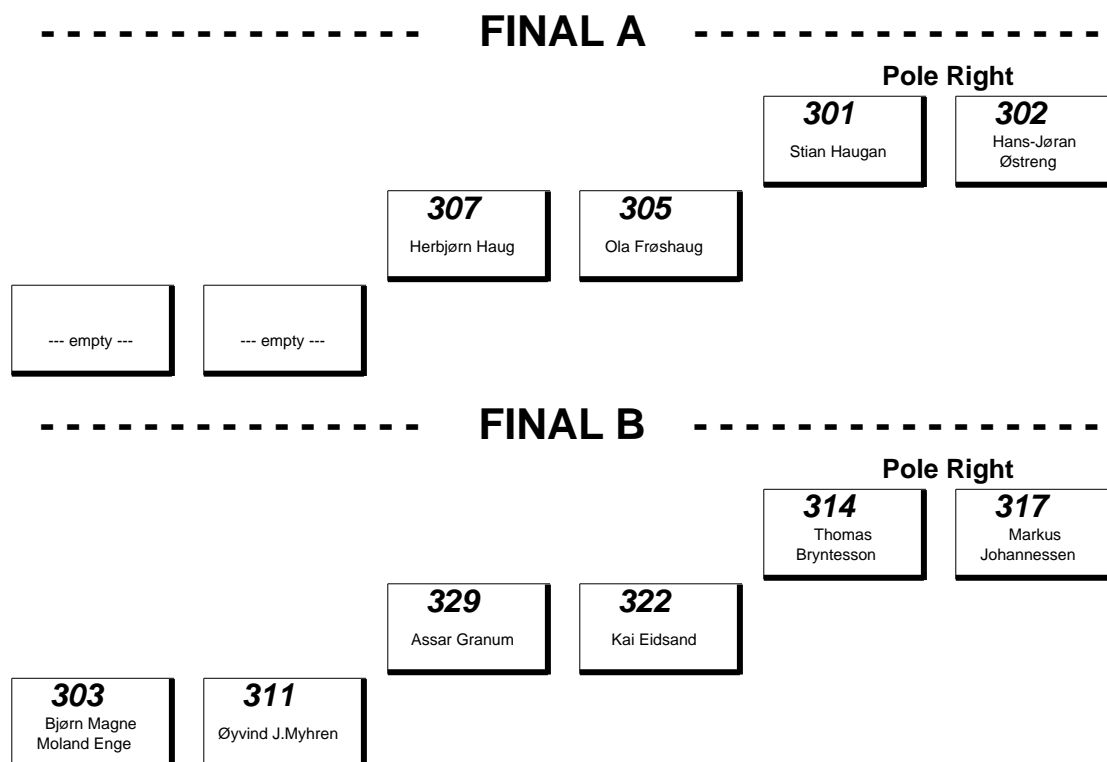 - - - - - - - - - - - - - - - FINAL A - - - - - - - - - - - - - - - -
Pole Right
301 302
Stian Haugan Hans-Jøran
Østreng
307 305
Herbjørn Haug Ola Frøshaug
--- empty --- --- empty ---
- - - - - - - - - - - - - - - FINAL B - - - - - - - - - - - - - - - -
Pole Right
314 317
Thomas Markus
Bryntesson Johannessen
329 322
Assar Granum Kai Eidsand
303 311
Bjørn Magne
Moland Enge Øyvind J.Myhren